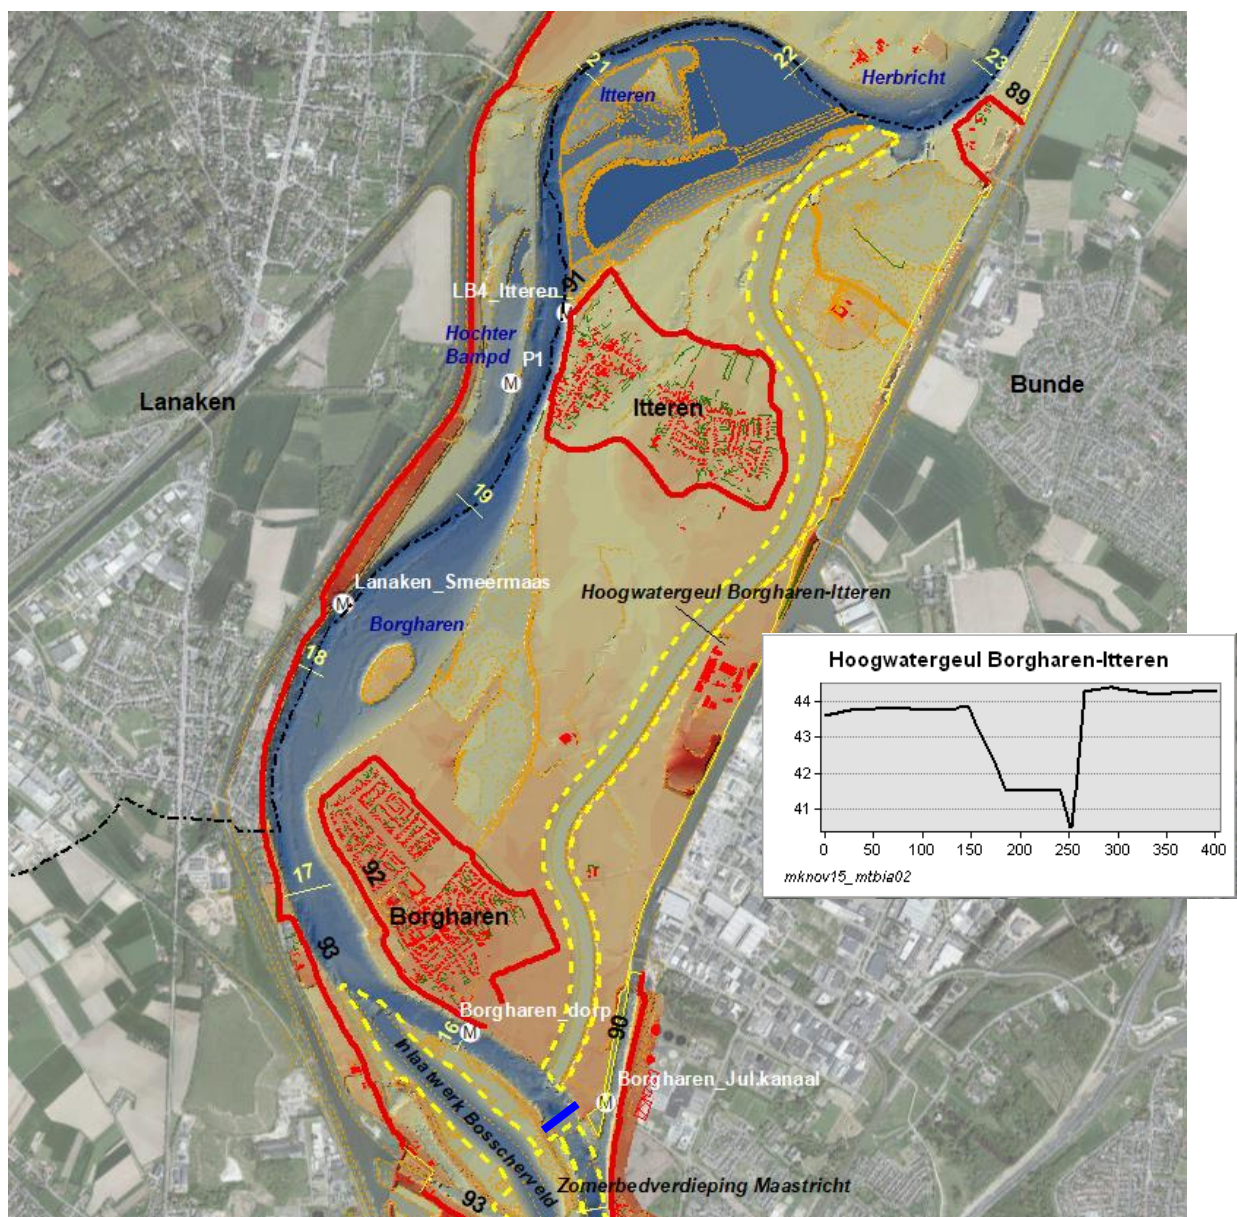 21
22
23
89
Herbricht
Itteren
91
LB4_Itteren
M
Hochter
Bampd
P1
M
Lanaken
Itteren
Bunde
19
Lanaken_Smeermaas
M
Hoogwatergeul Borgharen-Itteren
Borgharen
18
Hoogwatergeul Borgharen-Itteren
44
43
42
41
0 50 100 150 200 250 300 350 400
mknov15_mtbia02
17
92
Borgharen
93
Borgharen_dorp
16
M
90
Inlaatwerk Bosscherveld
Borgharen_Jul.kanaal
M
Zomerbedverdieping Maastricht
93